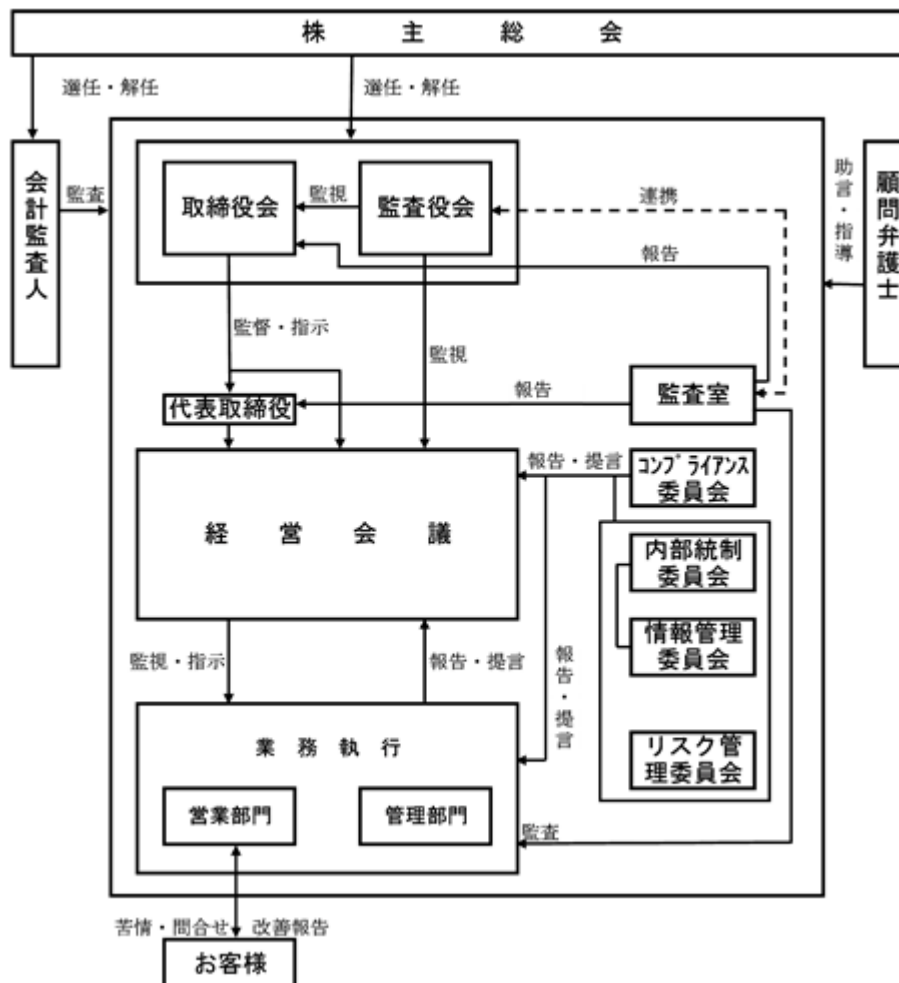 株主総会
選任・解任
選任・解任
会計監査人
監査
取締役会
監視
監査役会
連携
助言・指導
顧問弁護士
報告
監督・指示
監視
代表取締役
報告
監査室
経営会議
報告・提言
コンプライアンス
委員会
内部統制
委員会
情報管理
委員会
リスク管
理委員会
監視・指示
報告・提言
報告・提言
業務執行
営業部門
管理部門
監査
苦情・問合せ
改善報告
お客様